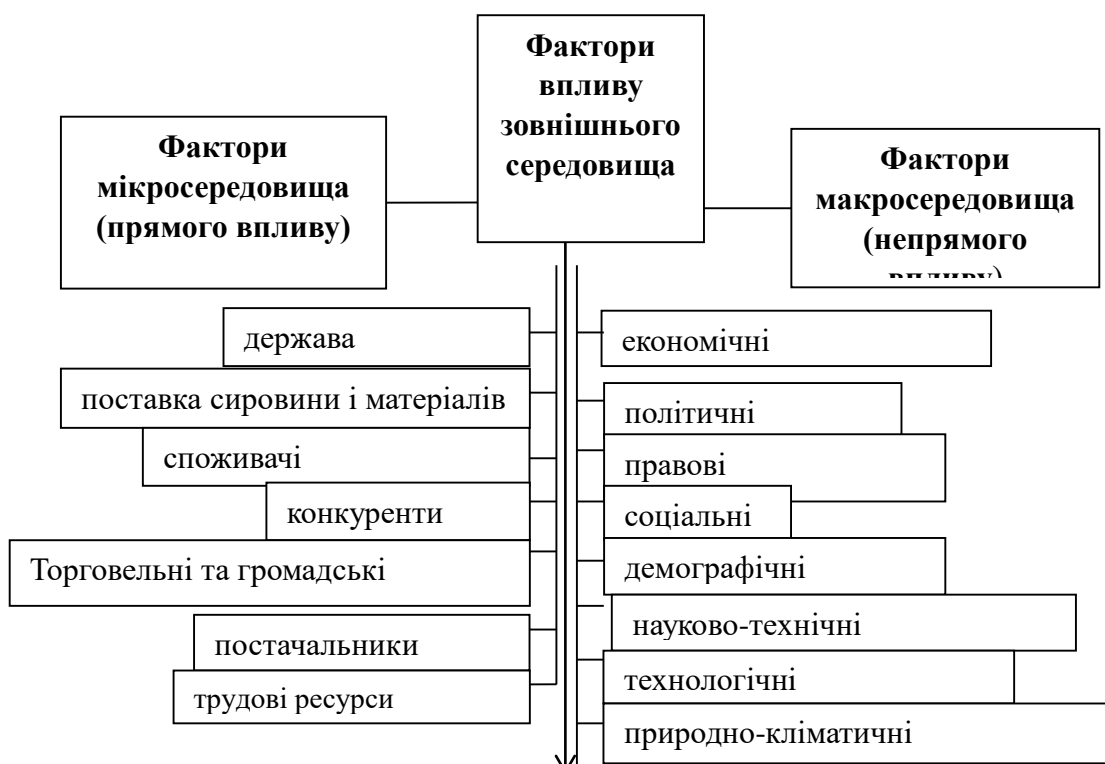 Фактори
впливу
зовнішнього
середовища
Фактори
мікросередовища
(прямого впливу)
Фактори
макросередовища
(непрямого
впливу)
держава
поставка сировини і матеріалів
споживачі
конкуренти
Торговельні та громадські
постачальники
трудові ресурси
економічні
політичні
правові
соціальні
демографічні
науково-технічні
технологічні
природно-кліматичні